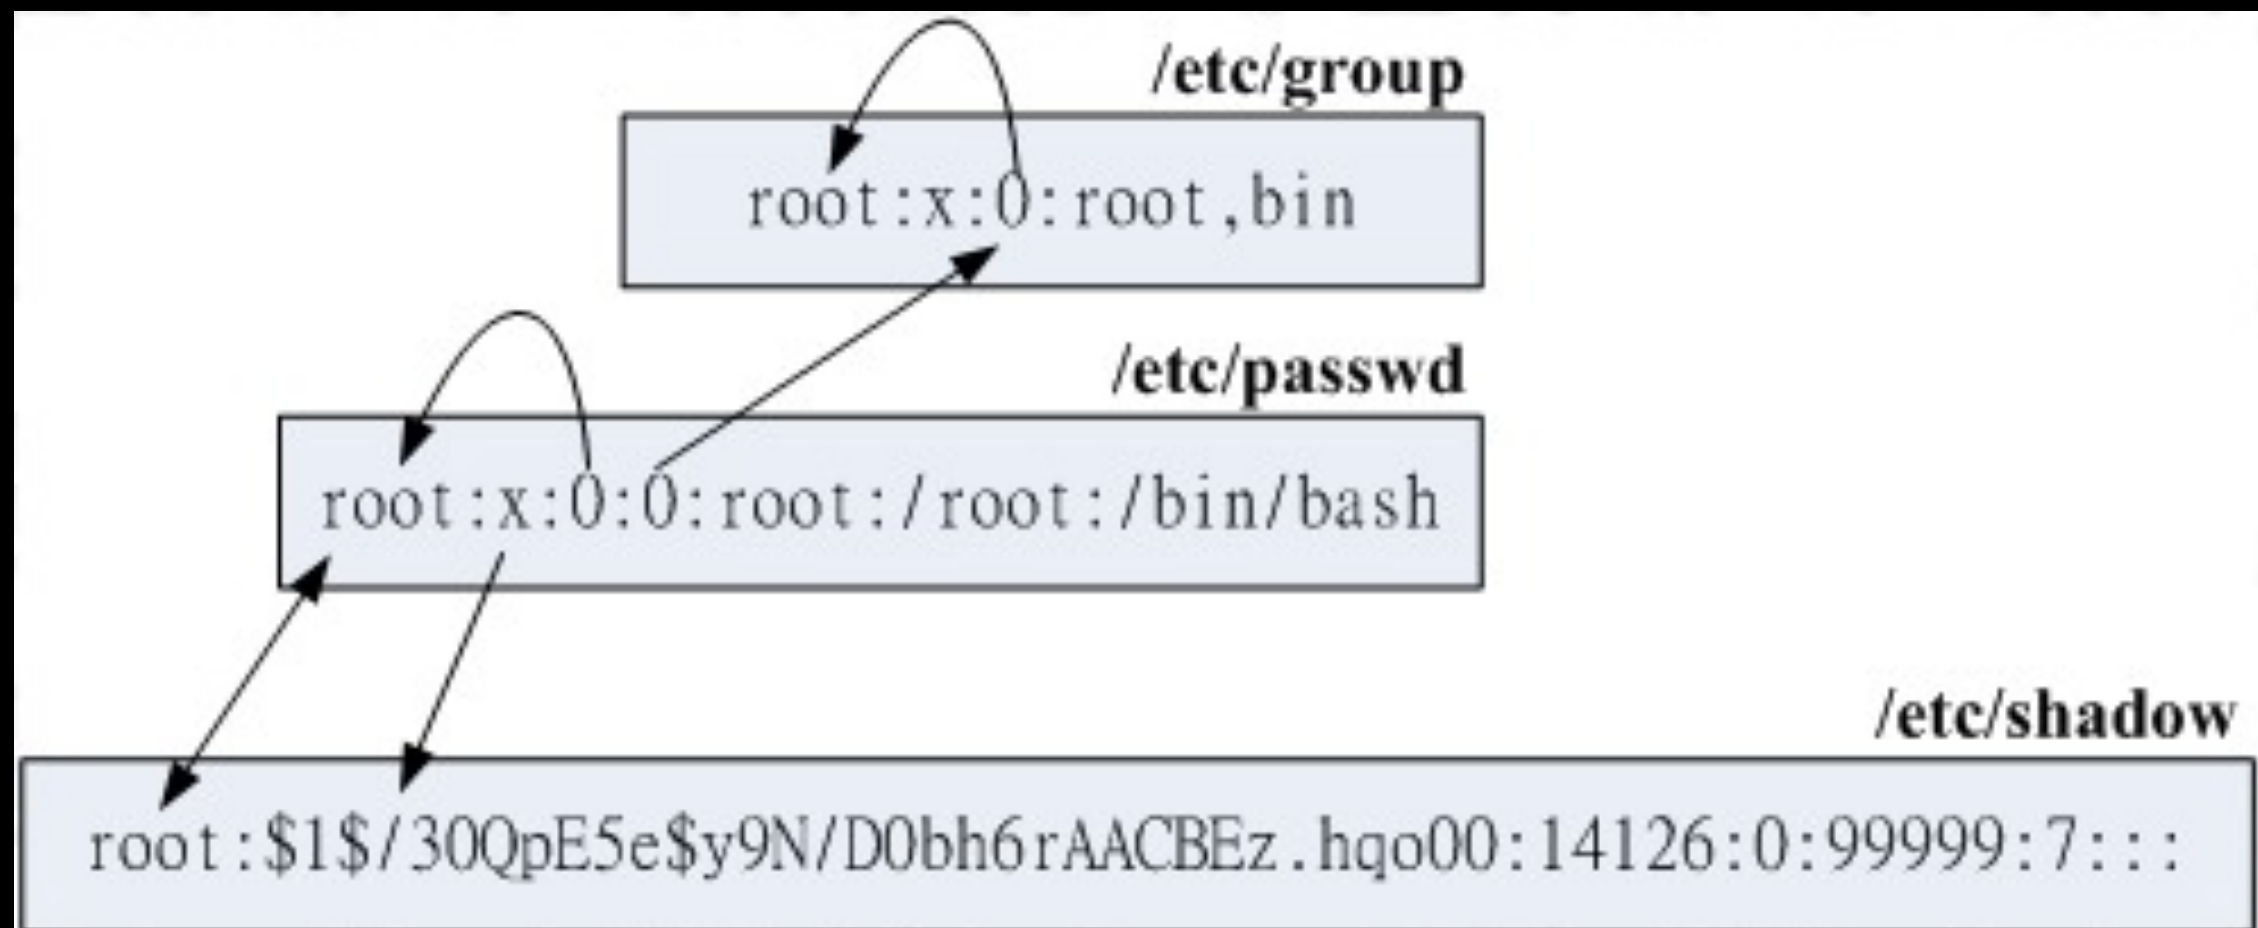 /etc/group
root:x:0:root,bin
/etc/passwd
root:x:0:0:root:/root:/bin/bash
/etc/shadow
root:$1$/30QpE5e$y9N/D0bh6rAACBEz.hqo00:14126:0:99999:7:::